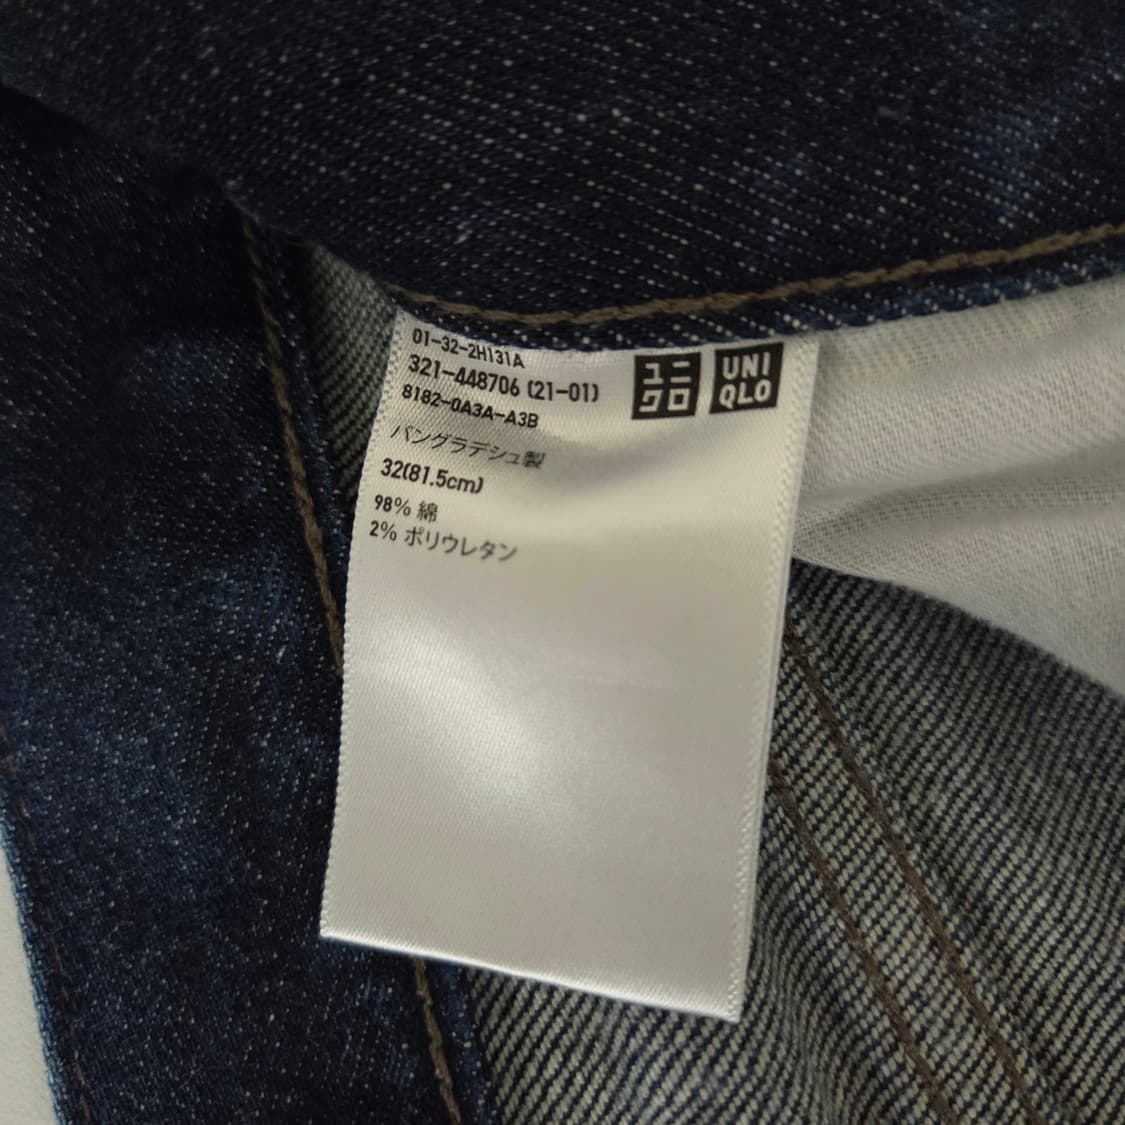 01-32-2H131A
321-448706 (21-01)
8182-0A3A-A3B
バングラデシュ製
32(81.5cm)
98% 綿
2% ポリウレタン
ユニ
クロ
UNI
QLO